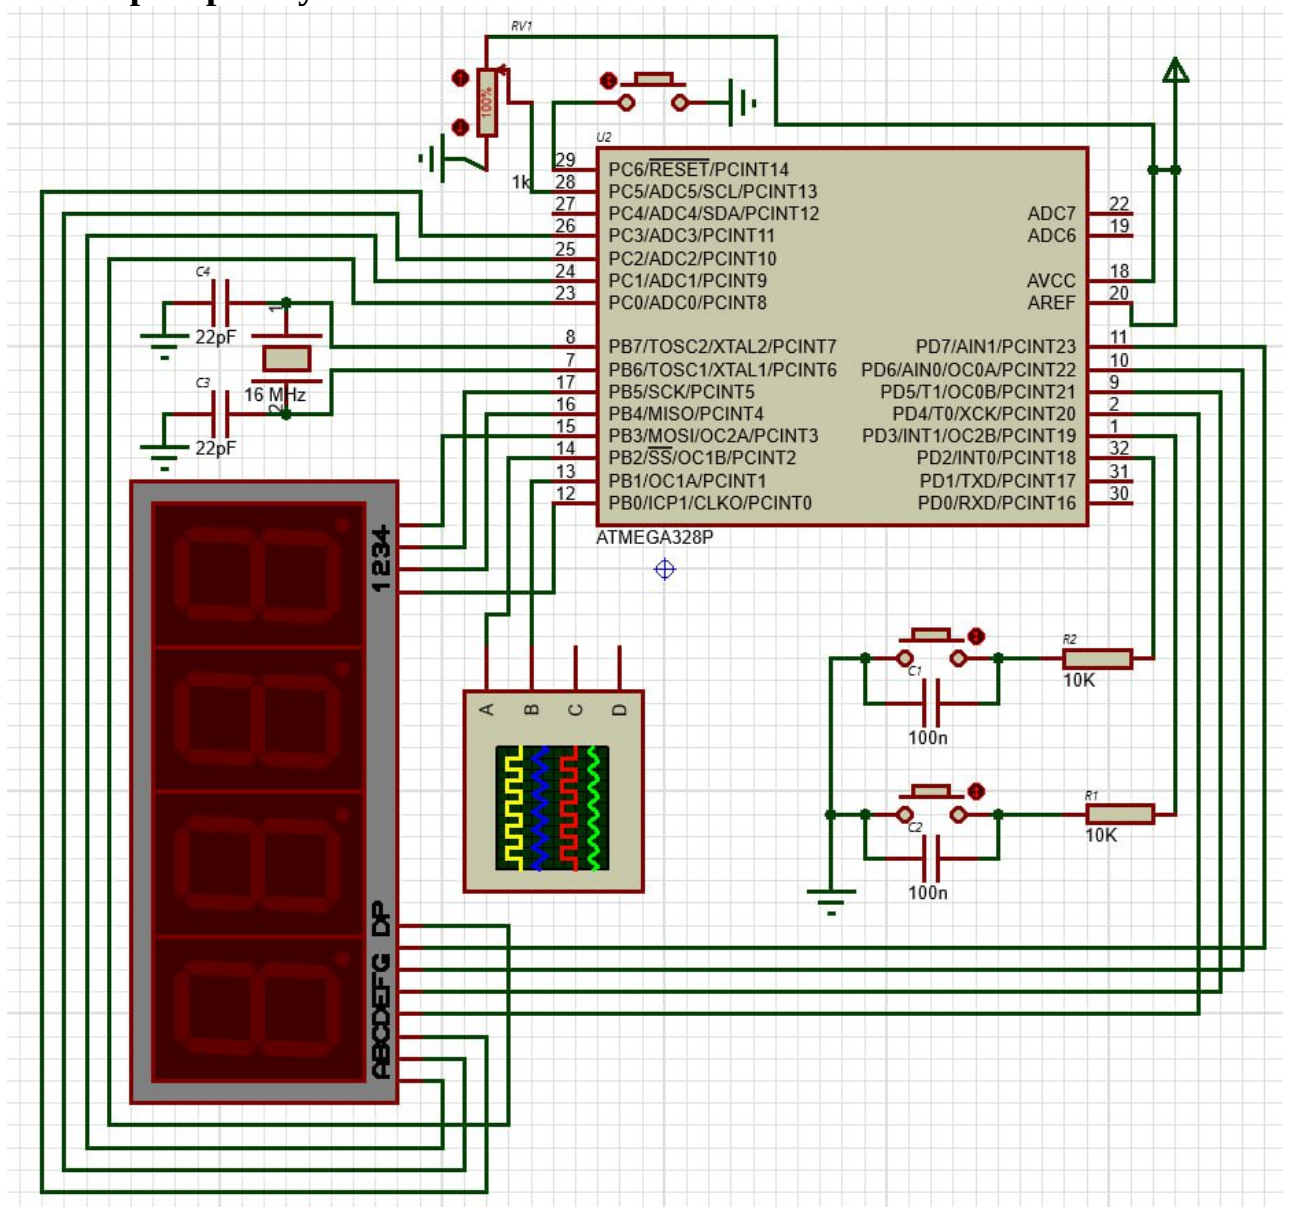 RV1
100%
1k
U2
29 PC6/RESET/PCINT14
28 PC5/ADC5/SCL/PCINT13
27 PC4/ADC4/SDA/PCINT12
26 PC3/ADC3/PCINT11
25 PC2/ADC2/PCINT10
24 PC1/ADC1/PCINT9
23 PC0/ADC0/PCINT8
8 PB7/TOSC2/XTAL2/PCINT7
7 PB6/TOSC1/XTAL1/PCINT6
17 PB5/SCK/PCINT5
16 PB4/MISO/PCINT4
15 PB3/MOSI/OC2A/PCINT3
14 PB2/SS/OC1B/PCINT2
13 PB1/OC1A/PCINT1
12 PB0/ICP1/CLKO/PCINT0
ADC7 22
ADC6 19
AVCC 18
AREF 20
PD7/AIN1/PCINT23 11
PD6/AIN0/OC0A/PCINT22 10
PD5/T1/OC0B/PCINT21 9
PD4/T0/XCK/PCINT20 2
PD3/INT1/OC2B/PCINT19 1
PD2/INT0/PCINT18 32
PD1/TXD/PCINT17 31
PD0/RXD/PCINT16 30
ATMEGA328P
C4
22pF
1
16 MHz
2
C3
22pF
1234
ABCDEFG DP
A B C D
C1
100n
R2
10K
C2
100n
R1
10K